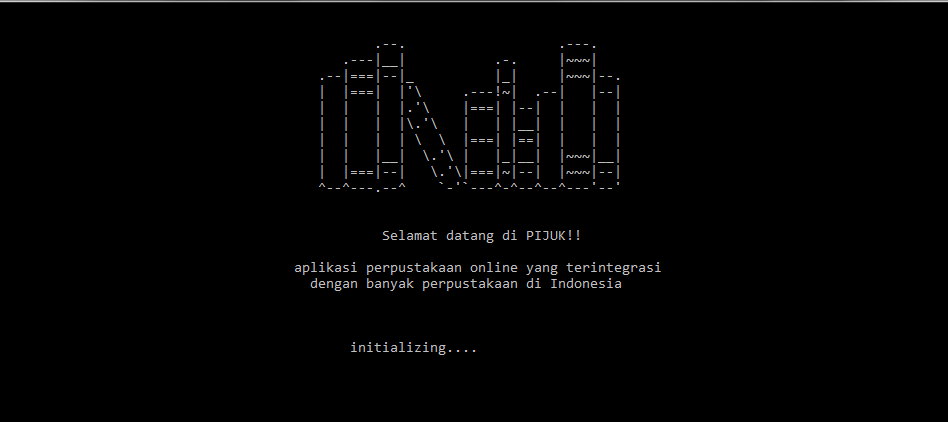 Selamat datang di PIJUK!!
aplikasi perpustakaan online yang terintegrasi
dengan banyak perpustakaan di Indonesia
initializing....